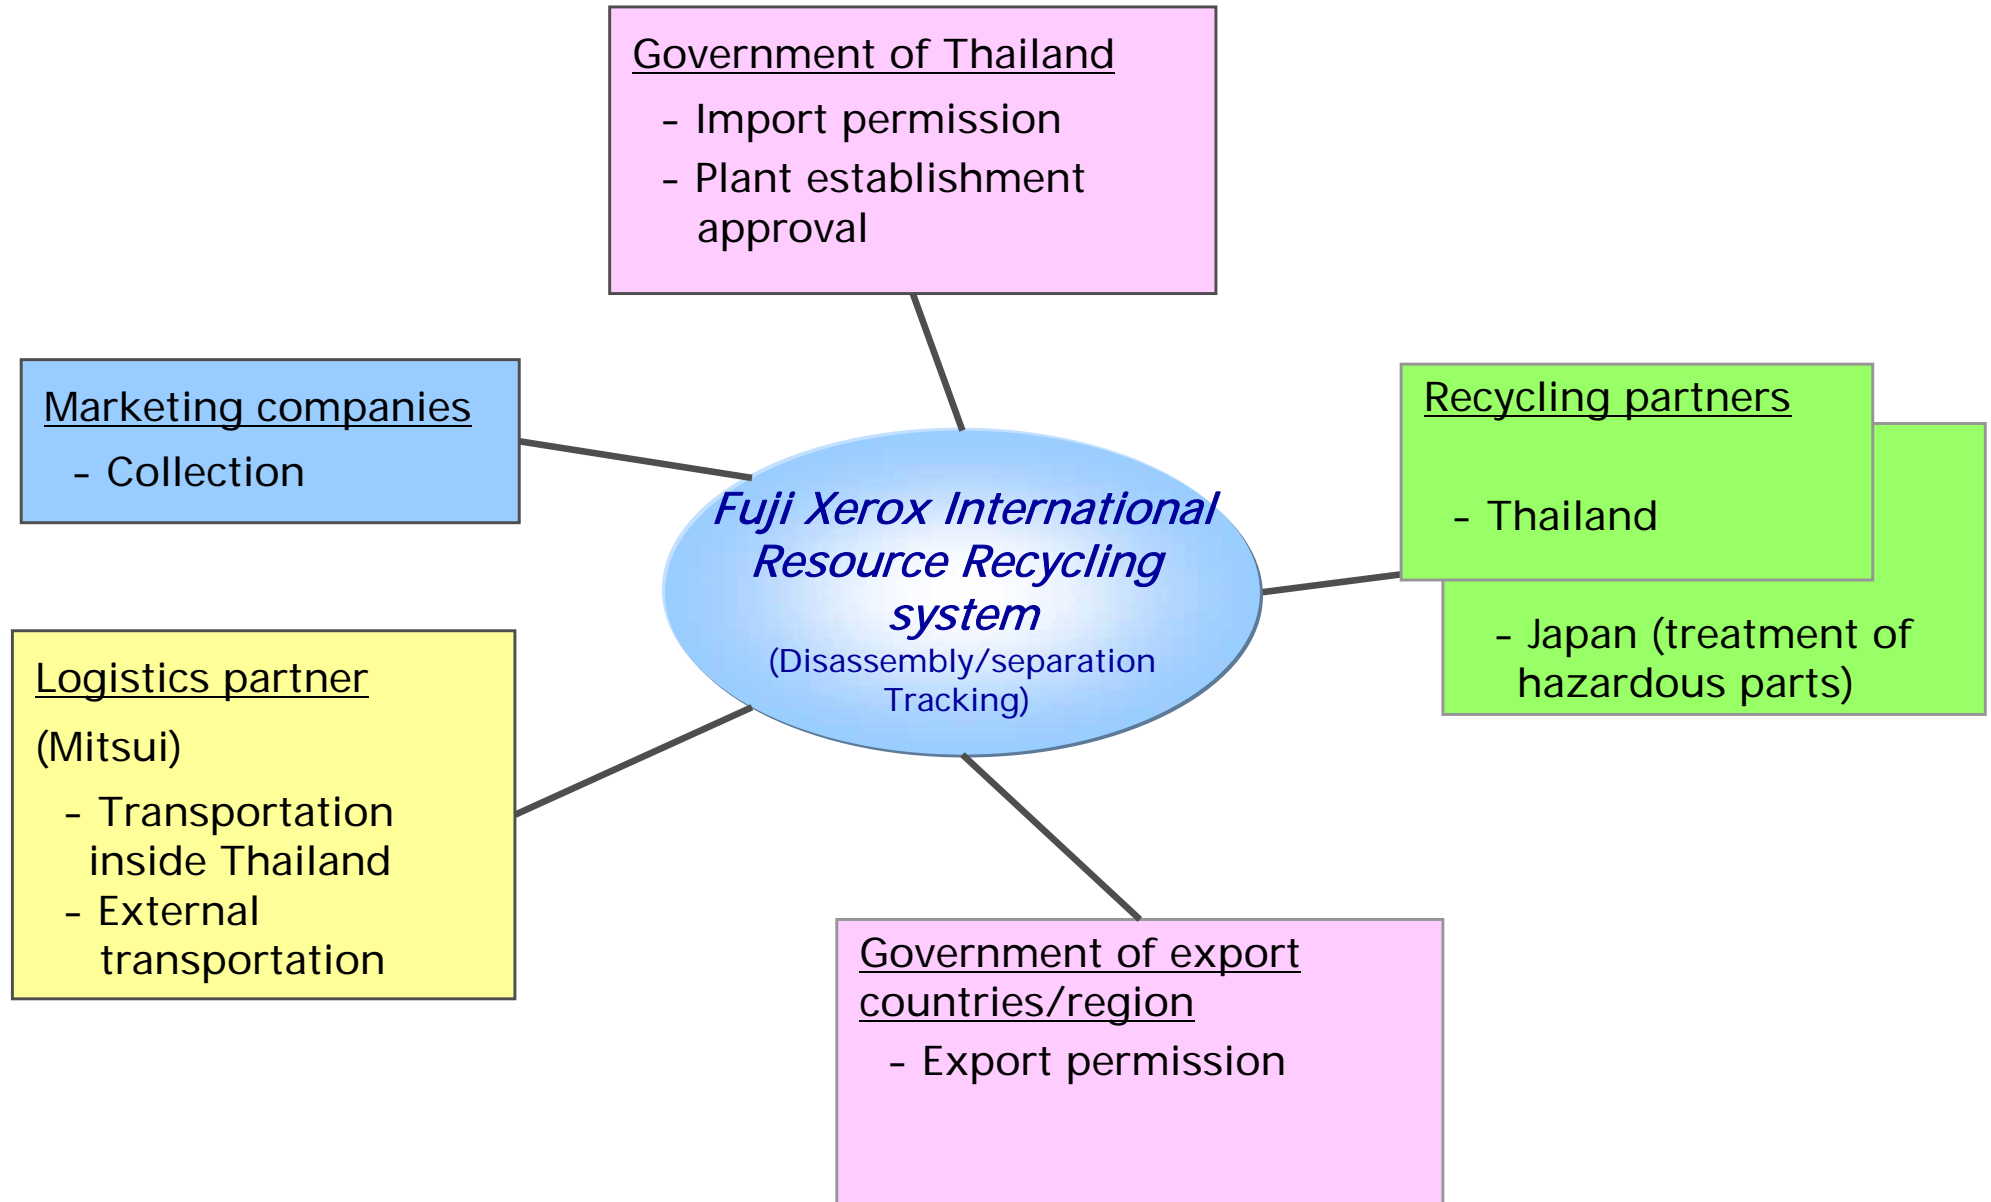 Government of Thailand
- Import permission
- Plant establishment
approval
Marketing companies
- Collection
Recycling partners
- Thailand
- Japan (treatment of
hazardous parts)
Fuji Xerox International
Resource Recycling
system
(Disassembly/separation
Tracking)
Logistics partner
(Mitsui)
- Transportation
inside Thailand
- External
transportation
Government of export
countries/region
- Export permission